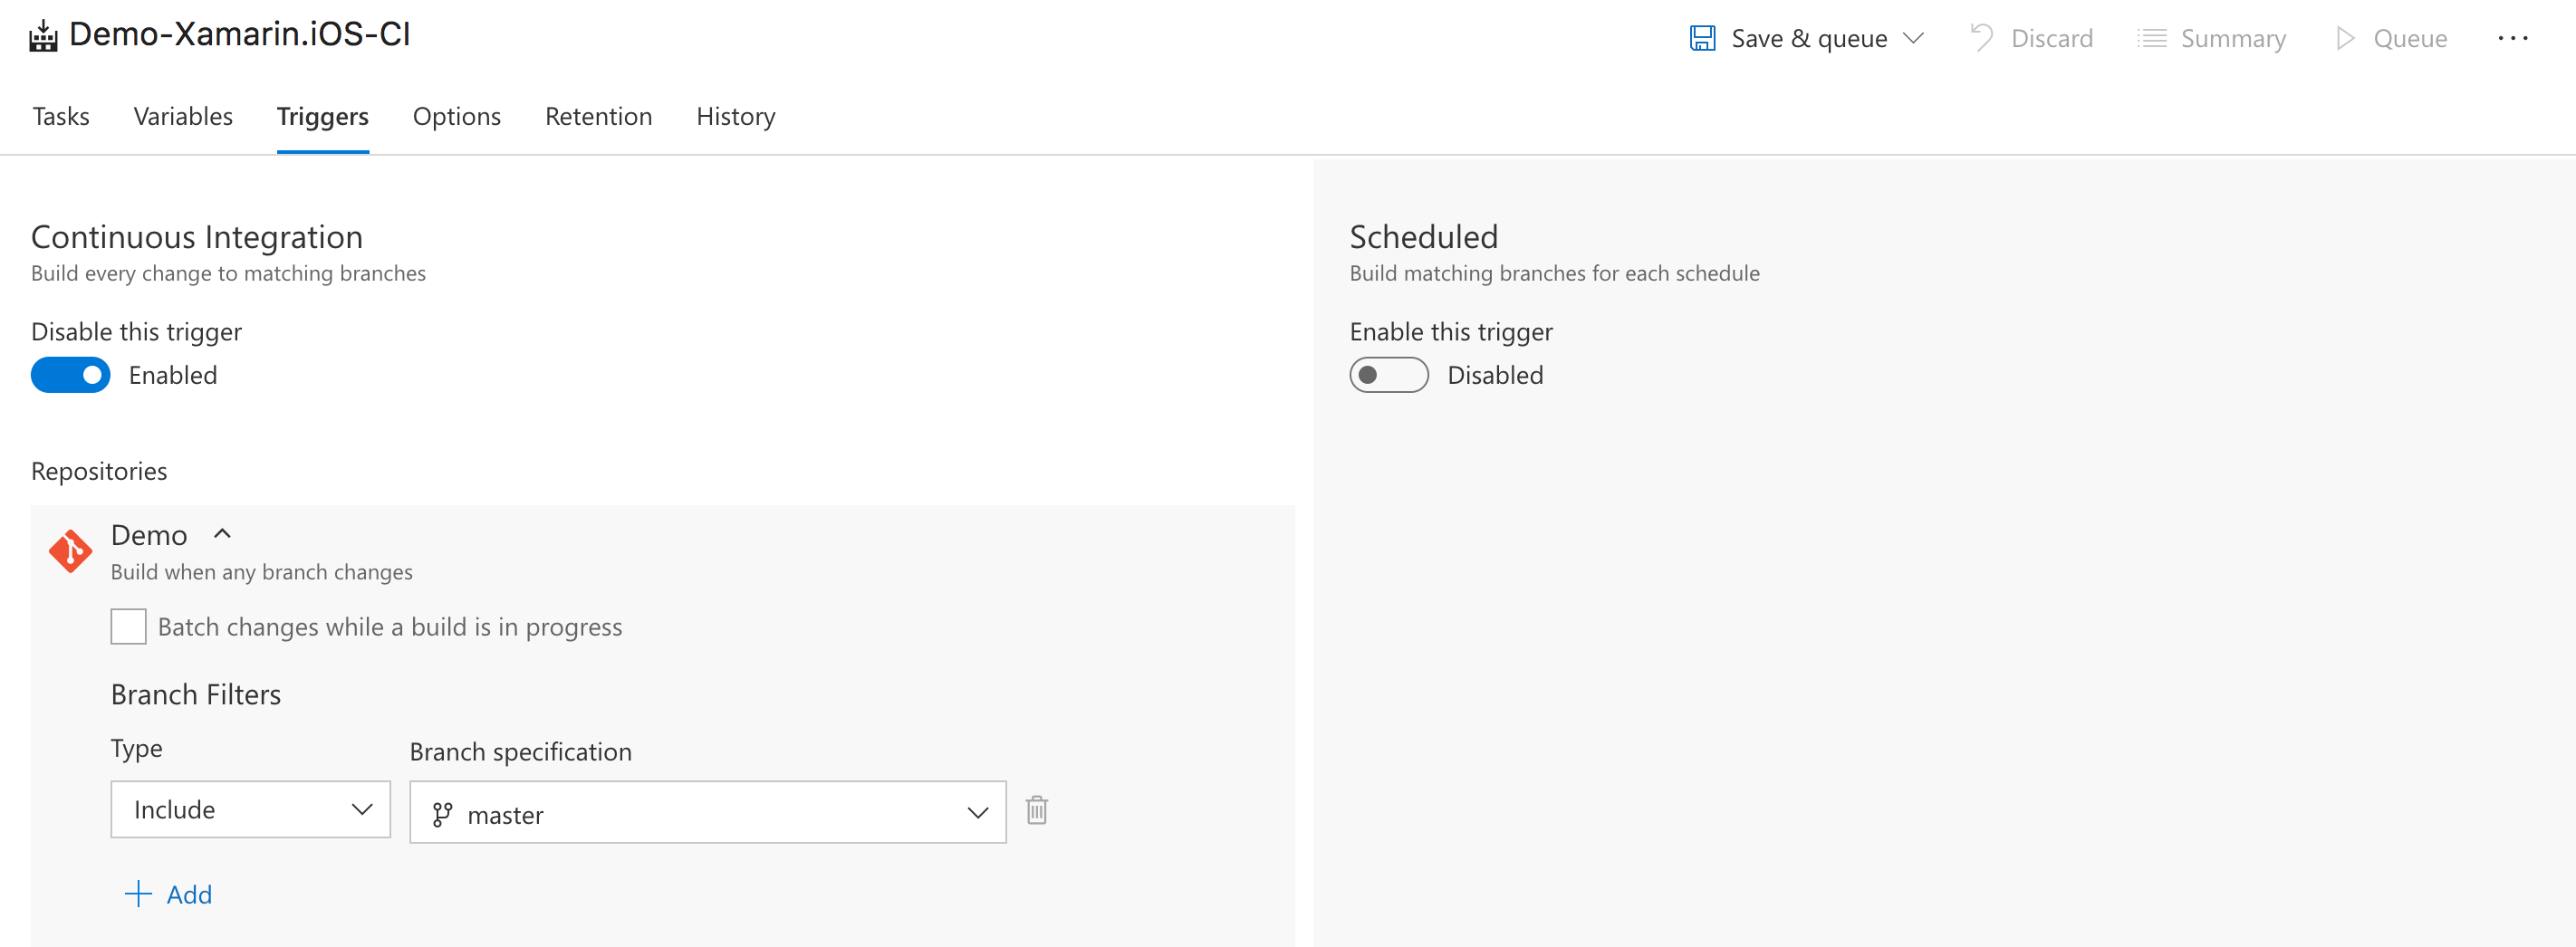 Demo-Xamarin.iOS-CI
Save & queue Discard Summary Queue ...
Tasks Variables Triggers Options Retention History
Continuous Integration
Build every change to matching branches
Disable this trigger
Enabled
Repositories
Demo
Build when any branch changes
Batch changes while a build is in progress
Branch Filters
Type Branch specification
Include master
Add
Scheduled
Build matching branches for each schedule
Enable this trigger
Disabled